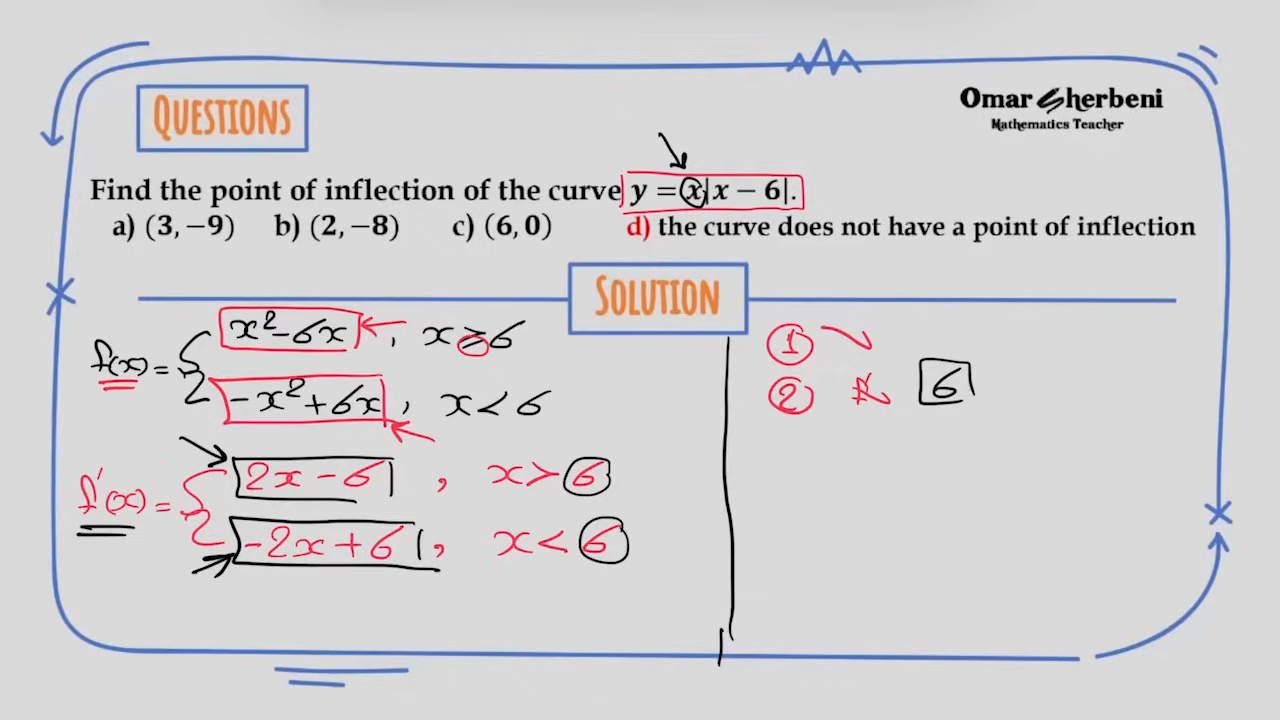 QUESTIONS
Omar Sherbeni
Mathematics Teacher
Find the point of inflection of the curve y = x|x − 6|.
a) (3, −9) b) (2, −8) c) (6, 0) d) the curve does not have a point of inflection
SOLUTION
f(x) = { x² − 6x , x ≥ 6
−x² + 6x , x < 6
f'(x) = { 2x − 6 , x > 6
−2x + 6 , x < 6
1
2 6